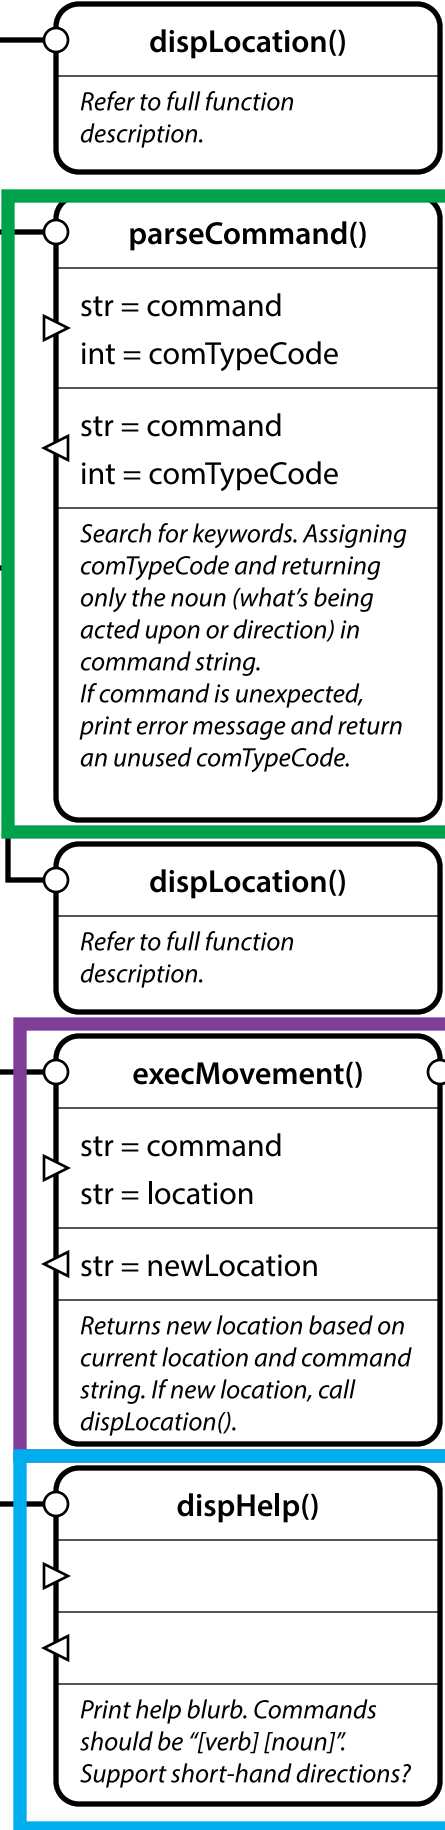 dispLocation()
Refer to full function
description.
parseCommand()
str = command
int = comTypeCode
str = command
int = comTypeCode
Search for keywords. Assigning
comTypeCode and returning
only the noun (what’s being
acted upon or direction) in
command string.
If command is unexpected,
print error message and return
an unused comTypeCode.
dispLocation()
Refer to full function
description.
execMovement()
str = command
str = location
str = newLocation
Returns new location based on
current location and command
string. If new location, call
dispLocation().
dispHelp()
Print help blurb. Commands
should be “[verb] [noun]”.
Support short-hand directions?